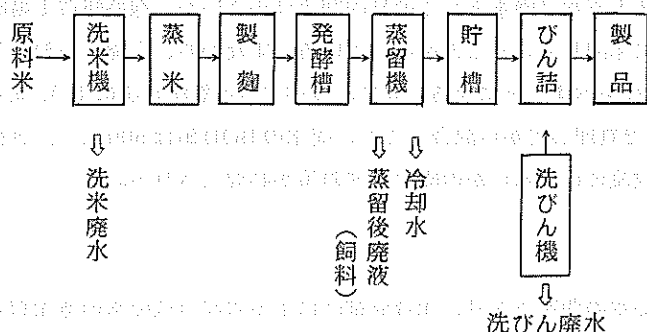 原料米
洗米機
蒸米
製麴
発酵槽
蒸留機
貯槽
びん詰
製品
洗米廃水
冷却水
蒸留後廃液
(飼料)
洗びん機
洗びん廃水